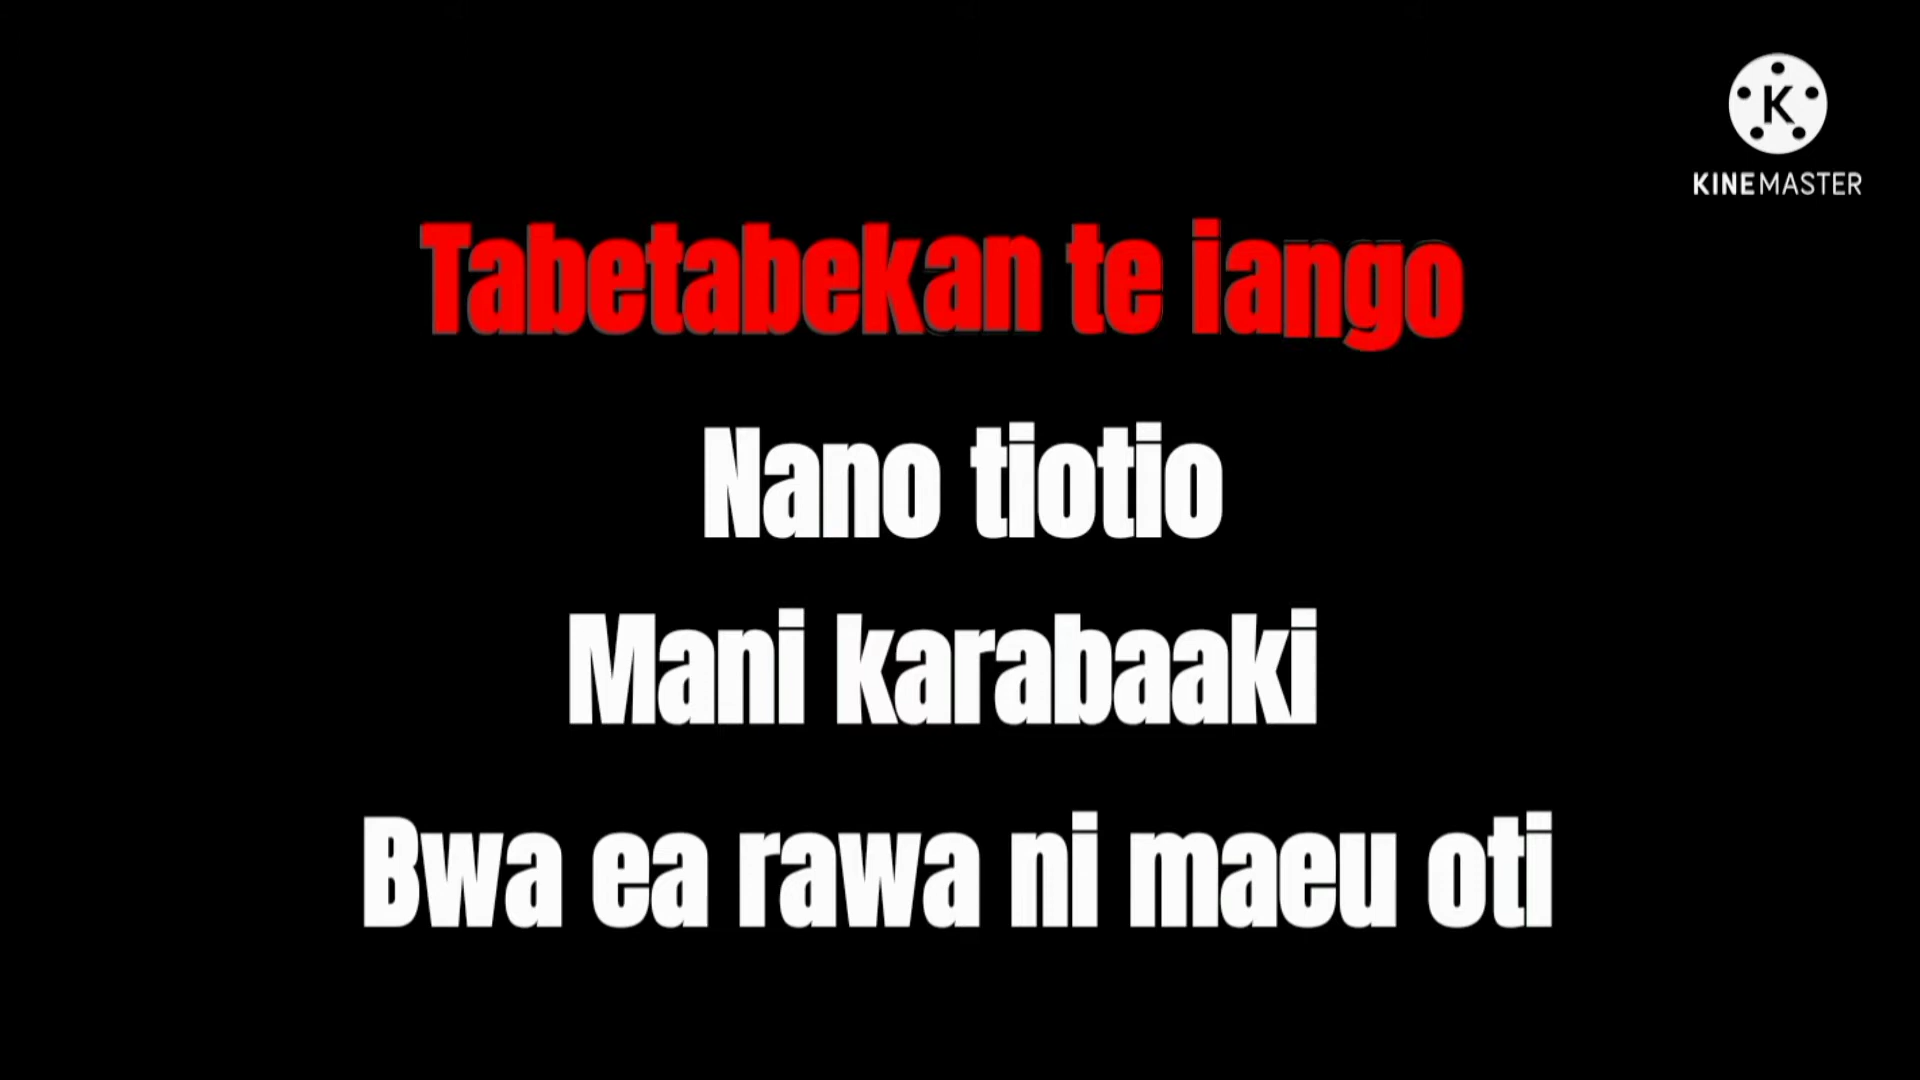 K
KINEMASTER
Tabetabekan te iango
Nano tiotio
Mani karabaaki
Bwa ea rawa ni maeu oti